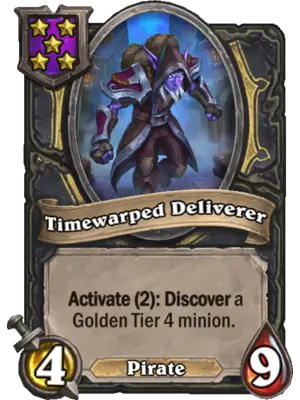 Timewarped Deliverer
Activate (2): Discover a
Golden Tier 4 minion.
4
Pirate
9